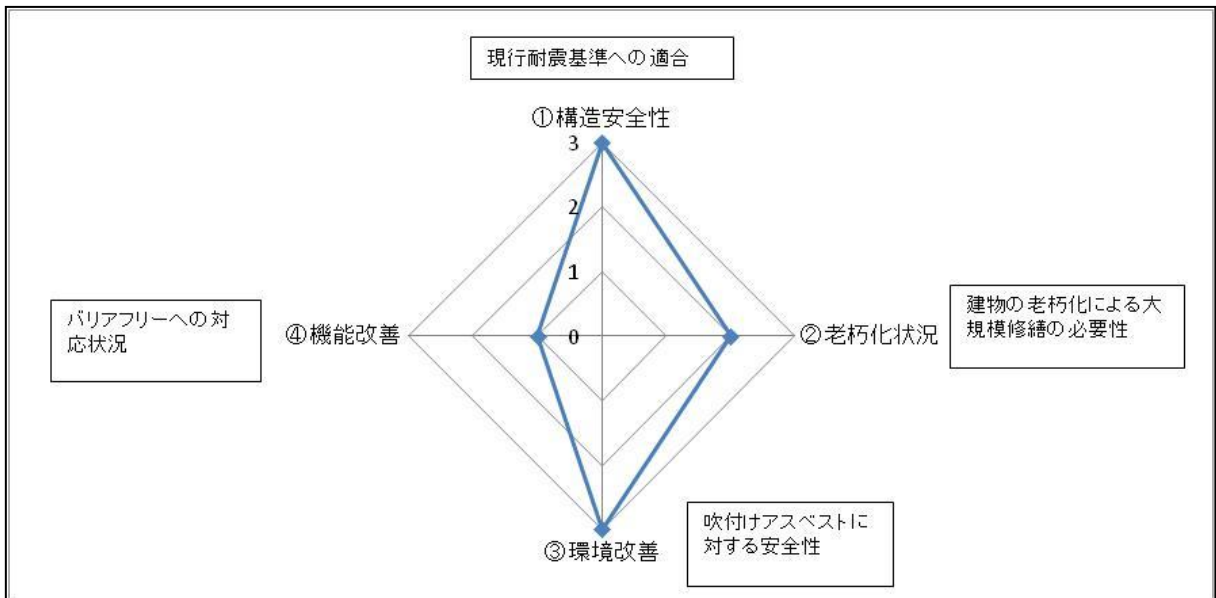 現行耐震基準への適合
①構造安全性
3
2
1
0
バリアフリーへの対
応状況
④機能改善
②老朽化状況
建物の老朽化による大
規模修繕の必要性
③環境改善
吹付けアスベストに
対する安全性